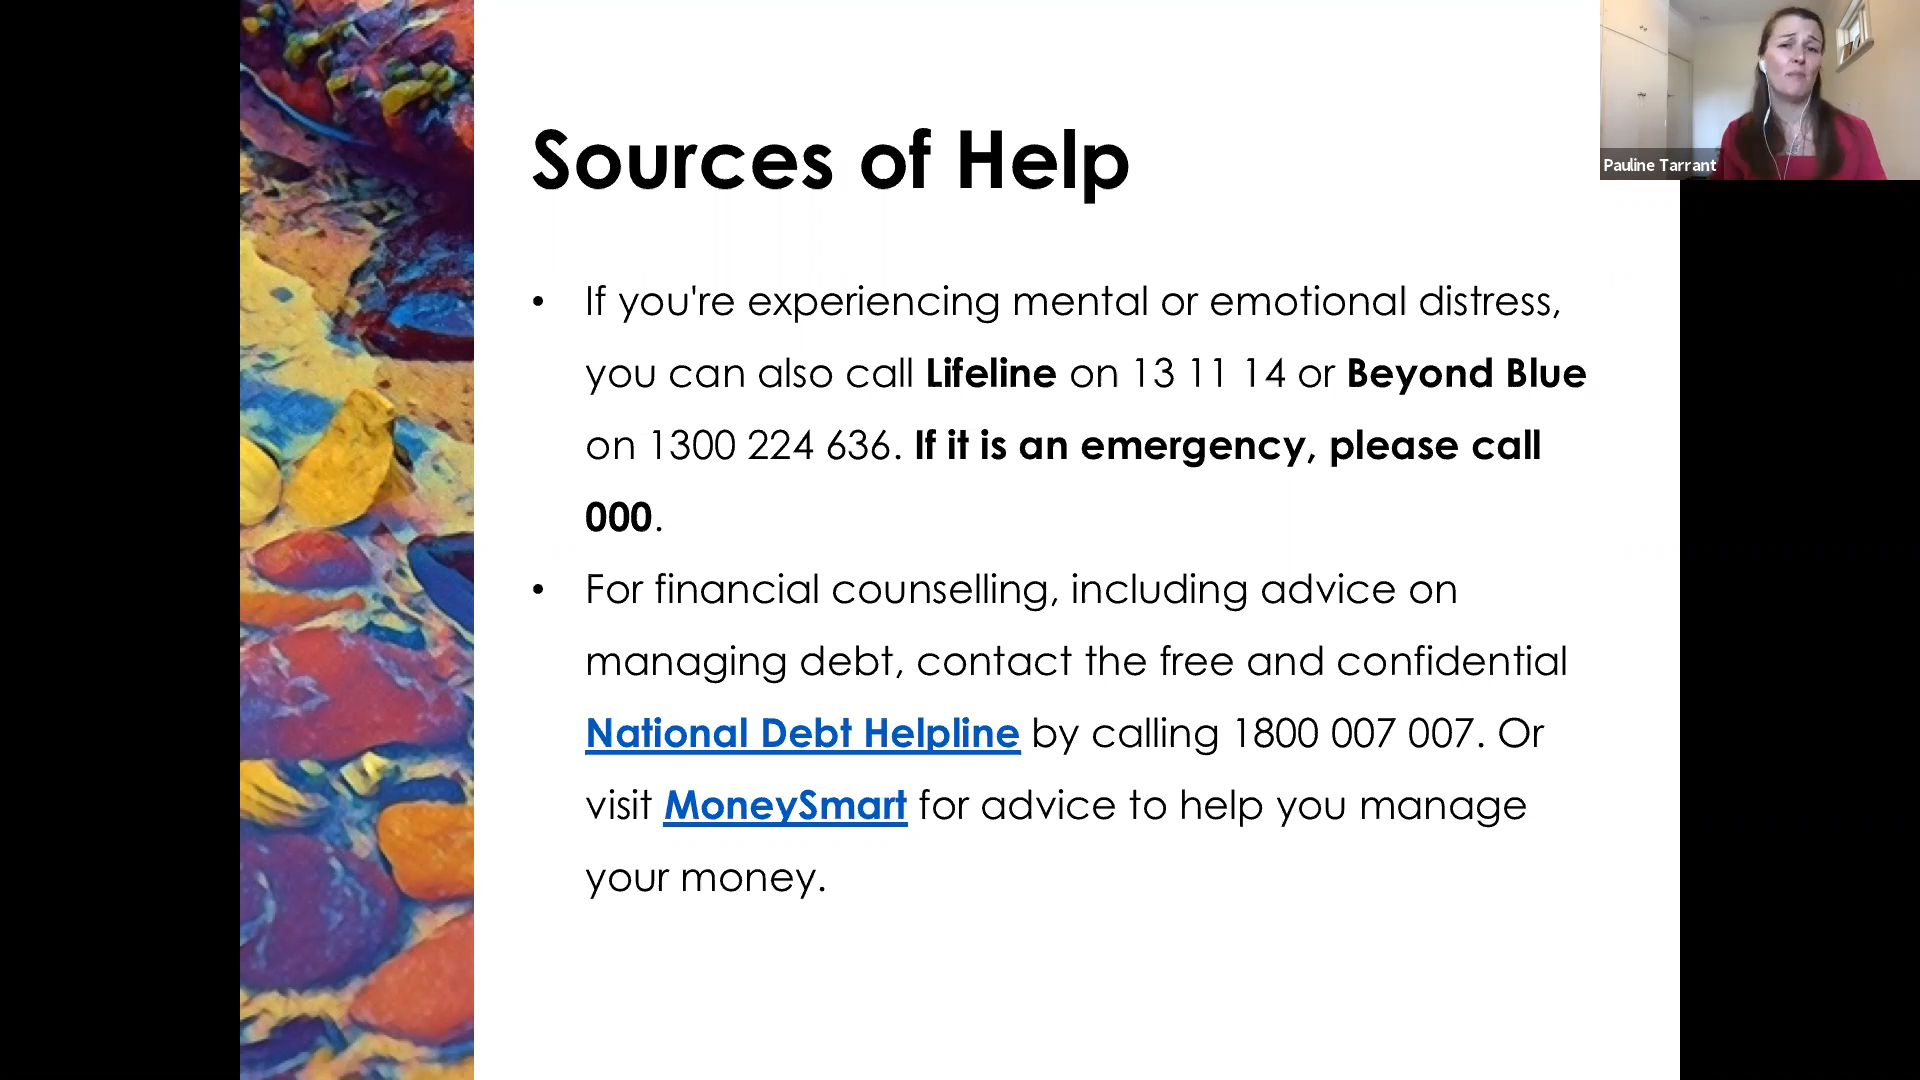 Sources of Help
• If you're experiencing mental or emotional distress,
you can also call Lifeline on 13 11 14 or Beyond Blue
on 1300 224 636. If it is an emergency, please call
000.
• For financial counselling, including advice on
managing debt, contact the free and confidential
National Debt Helpline by calling 1800 007 007. Or
visit MoneySmart for advice to help you manage
your money.
Pauline Tarrant